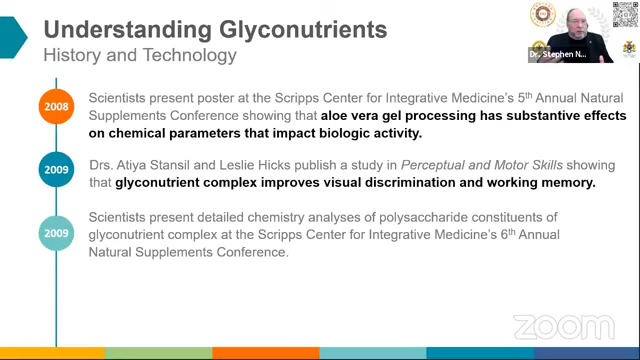 Understanding Glyconutrients
History and Technology
Dr. Stephen N...
2008
Scientists present poster at the Scripps Center for Integrative Medicine's 5th Annual Natural
Supplements Conference showing that aloe vera gel processing has substantive effects
on chemical parameters that impact biologic activity.
2009
Drs. Atiya Stansil and Leslie Hicks publish a study in Perceptual and Motor Skills showing
that glyconutrient complex improves visual discrimination and working memory.
2009
Scientists present detailed chemistry analyses of polysaccharide constituents of
glyconutrient complex at the Scripps Center for Integrative Medicine's 6th Annual
Natural Supplements Conference.
zoom